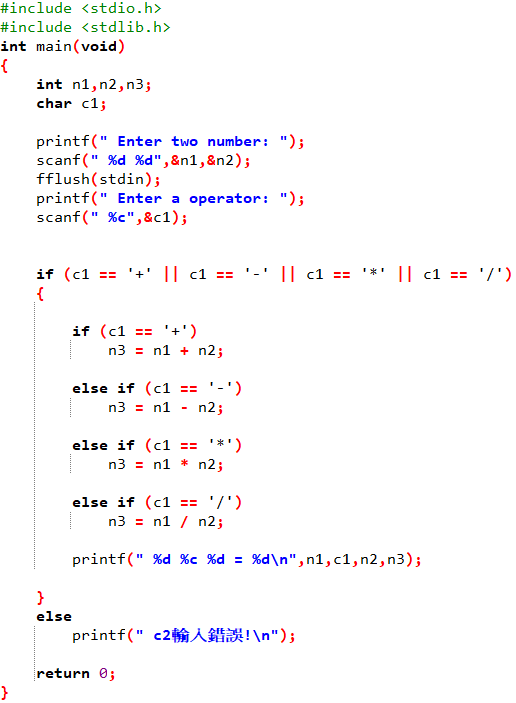 #include <stdio.h>
#include <stdlib.h>
int main(void)
{
    int n1,n2,n3;
    char c1;

    printf(" Enter two number: ");
    scanf(" %d %d",&n1,&n2);
    fflush(stdin);
    printf(" Enter a operator: ");
    scanf(" %c",&c1);


    if (c1 == '+' || c1 == '-' || c1 == '*' || c1 == '/')
    {

        if (c1 == '+')
            n3 = n1 + n2;

        else if (c1 == '-')
            n3 = n1 - n2;

        else if (c1 == '*')
            n3 = n1 * n2;

        else if (c1 == '/')
            n3 = n1 / n2;

        printf(" %d %c %d = %d\n",n1,c1,n2,n3);

    }
    else
        printf(" c2輸入錯誤!\n");

    return 0;
}